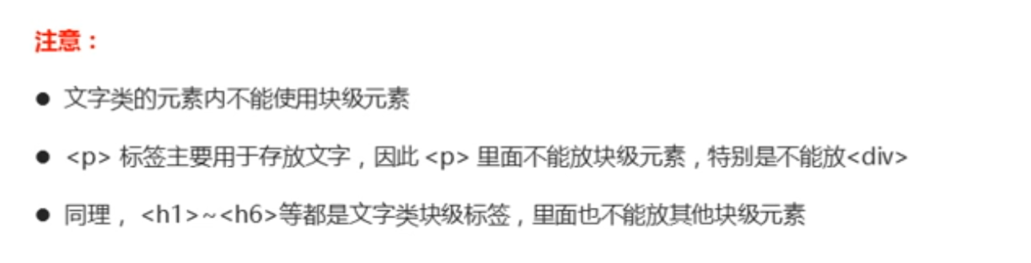 注意：
● 文字类的元素内不能使用块级元素
● <p> 标签主要用于存放文字，因此 <p> 里面不能放块级元素，特别是不能放<div>
● 同理， <h1>~<h6>等都是文字类块级标签，里面也不能放其他块级元素